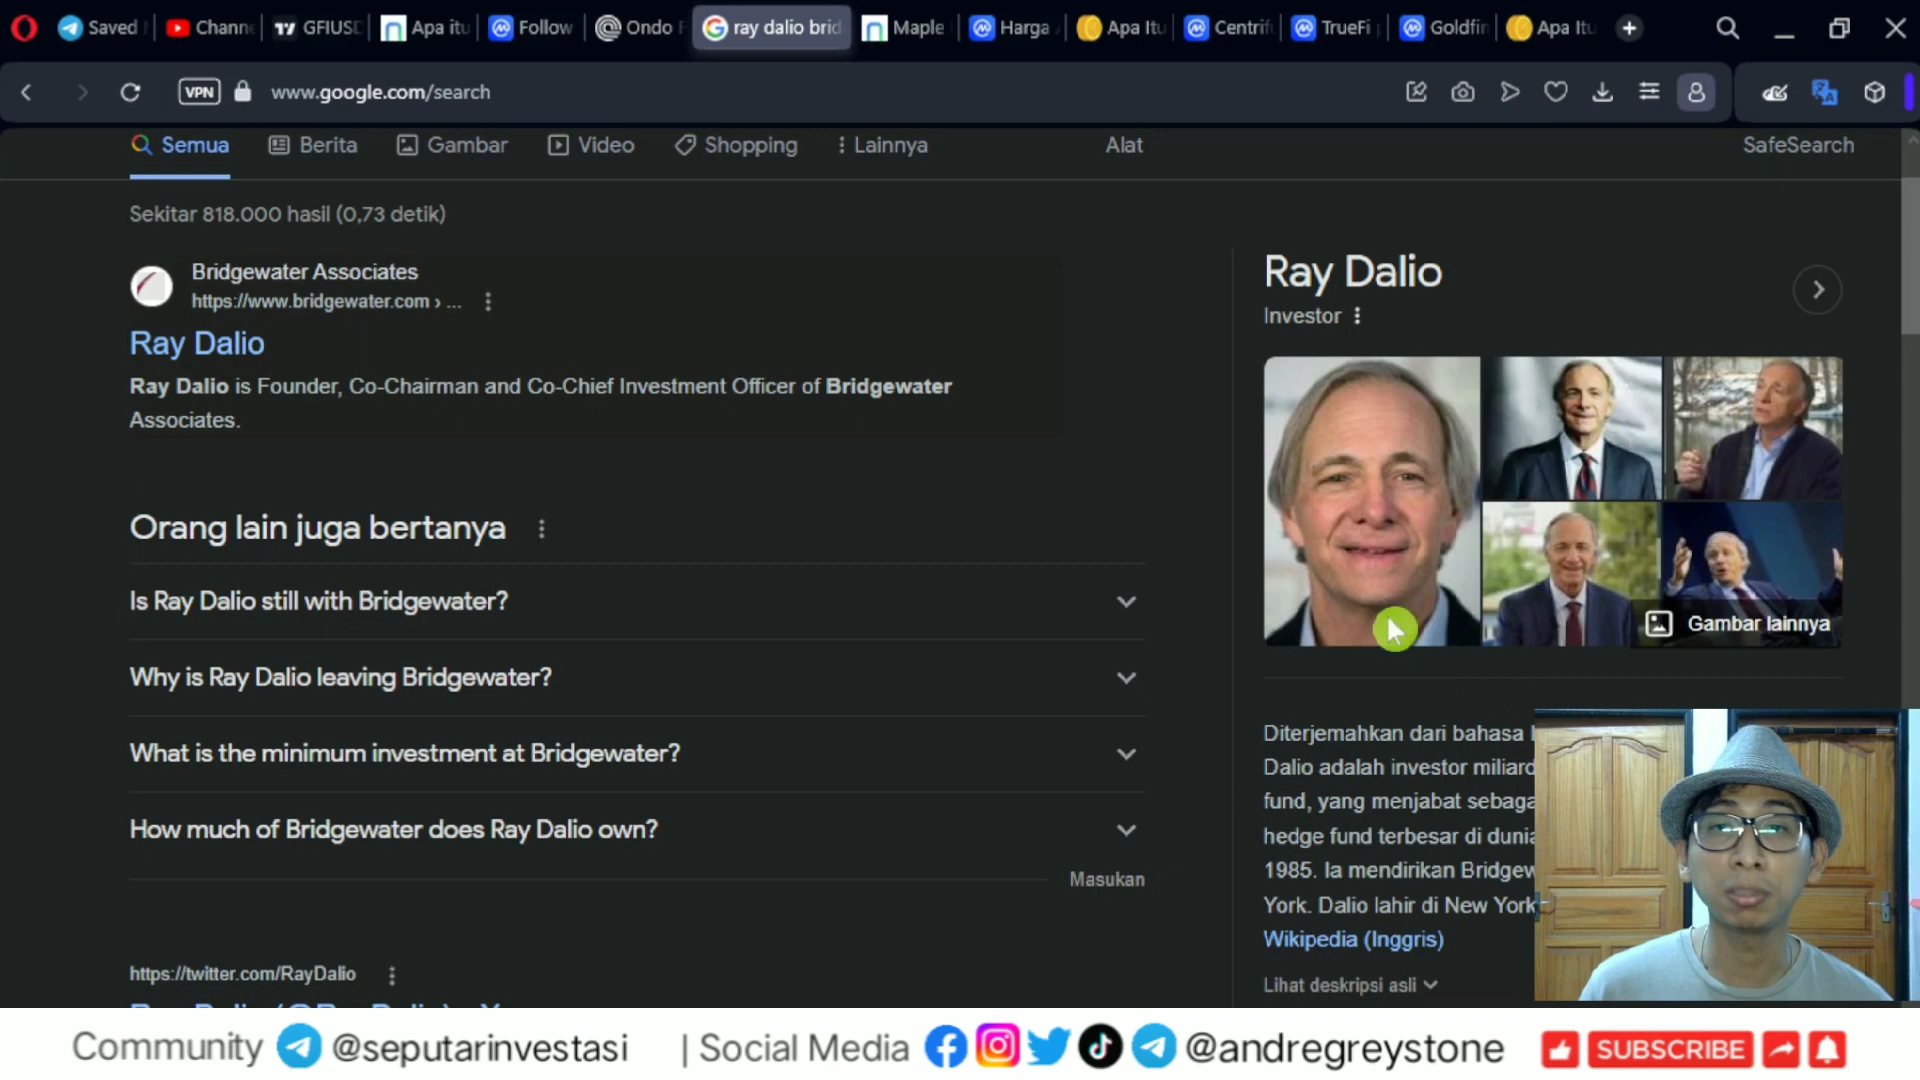 Saved
Chann
GFIUSD
Apa itu
Follow
Ondo F
ray dalio brid
Maple
Harga
Apa Itu
Centrif
TrueFi p
Goldfin
Apa Itu
VPN
www.google.com/search
Semua
Berita
Gambar
Video
Shopping
Lainnya
Alat
SafeSearch
Sekitar 818.000 hasil (0,73 detik)
Bridgewater Associates
https://www.bridgewater.com › ...
Ray Dalio
Ray Dalio is Founder, Co-Chairman and Co-Chief Investment Officer of Bridgewater
Associates.
Orang lain juga bertanya
Is Ray Dalio still with Bridgewater?
Why is Ray Dalio leaving Bridgewater?
What is the minimum investment at Bridgewater?
How much of Bridgewater does Ray Dalio own?
Masukan
https://twitter.com/RayDalio
Ray Dalio
Investor
Gambar lainnya
Diterjemahkan dari bahasa
Dalio adalah investor miliard
fund, yang menjabat sebaga
hedge fund terbesar di dunia
1985. Ia mendirikan Bridgew
York. Dalio lahir di New York
Wikipedia (Inggris)
Lihat deskripsi asli
Community @seputarinvestasi | Social Media @andregreystone SUBSCRIBE